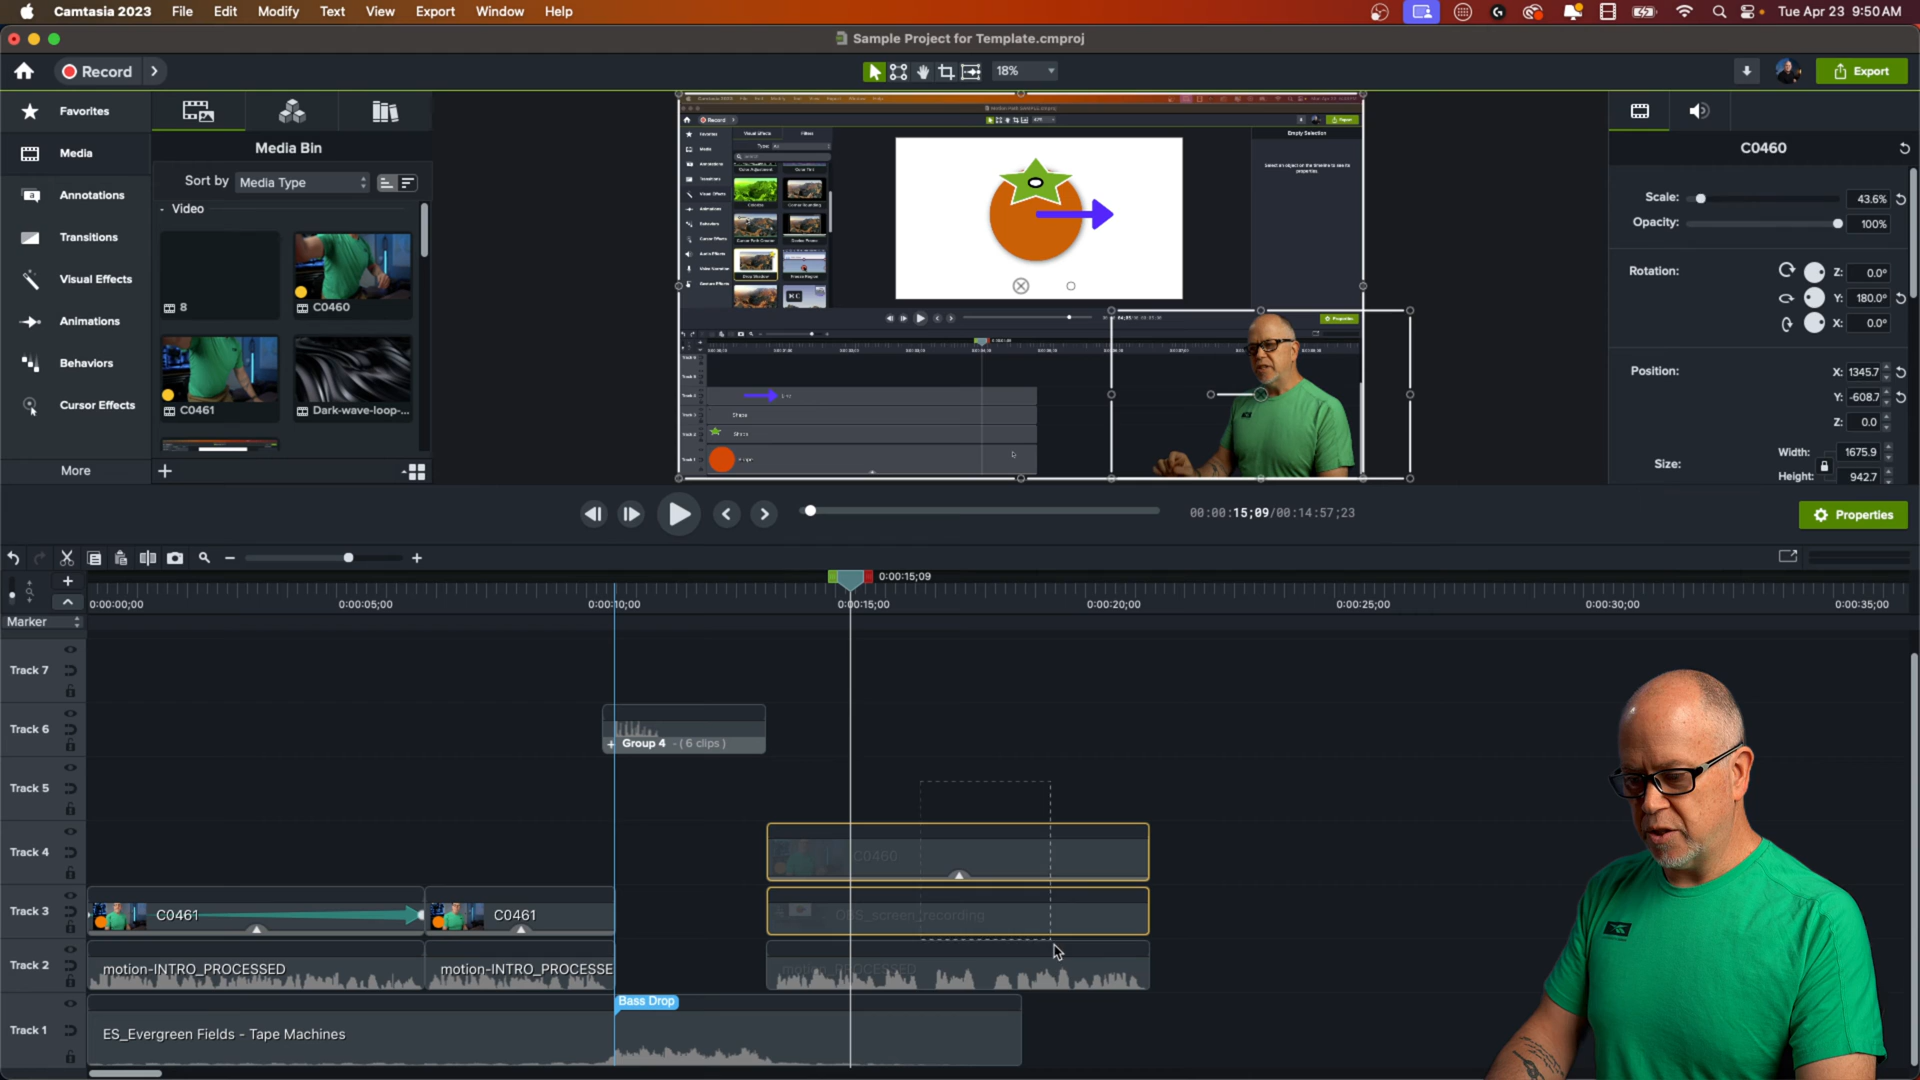 Camtasia 2023 File Edit Modify Text View Export Window Help
Tue Apr 23 9:50 AM
Sample Project for Template.cmproj
Record
18%
Export
Favorites
Media
Annotations
Transitions
Visual Effects
Animations
Behaviors
Cursor Effects
More
Media Bin
Sort by Media Type
Video
8
C0460
C0461
Dark-wave-loop-...
Empty Selection
C0460
Scale: 43.6%
Opacity: 100%
Rotation: Z: 0.0°
Y: 180.0°
X: 0.0°
Position: X: 1345.7
Y: -608.7
Z: 0.0
Size: Width: 1675.9
Height: 942.7
00:00:15;09/00:14:57;23
Properties
0:00:15;09
0:00:00;00 0:00:05;00 0:00:10;00 0:00:15;00 0:00:20;00 0:00:25;00 0:00:30;00 0:00:35;00
Marker
Track 7
Track 6
+ Group 4 - ( 6 clips )
Track 5
Track 4
C0460
Track 3
C0461
C0461
OBS_screen_recording
Track 2
motion-INTRO_PROCESSED
motion-INTRO_PROCESSE
Bass Drop
Track 1
ES_Evergreen Fields - Tape Machines